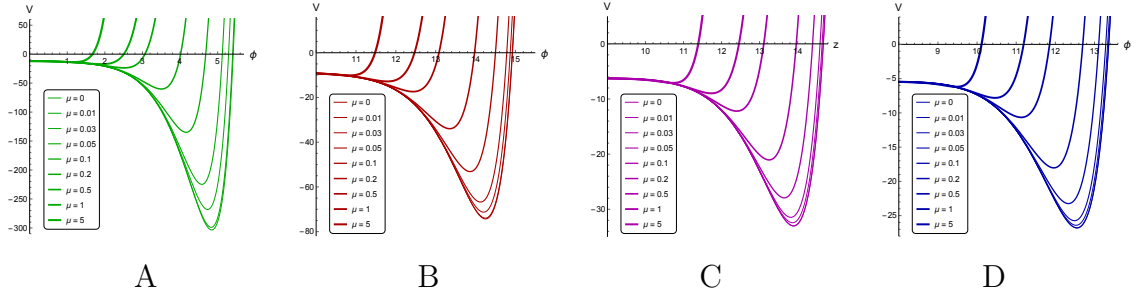 V
50
0
-50
-100
-150
-200
-250
-300
1 2 3 4 5
ϕ
μ = 0
μ = 0.01
μ = 0.03
μ = 0.05
μ = 0.1
μ = 0.2
μ = 0.5
μ = 1
μ = 5
A
V
0
-20
-40
-60
-80
11 12 13 14 15
ϕ
μ = 0
μ = 0.01
μ = 0.03
μ = 0.05
μ = 0.1
μ = 0.2
μ = 0.5
μ = 1
μ = 5
B
V
0
-10
-20
-30
10 11 12 13 14
z
μ = 0
μ = 0.01
μ = 0.03
μ = 0.05
μ = 0.1
μ = 0.2
μ = 0.5
μ = 1
μ = 5
C
V
0
-5
-10
-15
-20
-25
9 10 11 12 13
ϕ
μ = 0
μ = 0.01
μ = 0.03
μ = 0.05
μ = 0.1
μ = 0.2
μ = 0.5
μ = 1
μ = 5
D